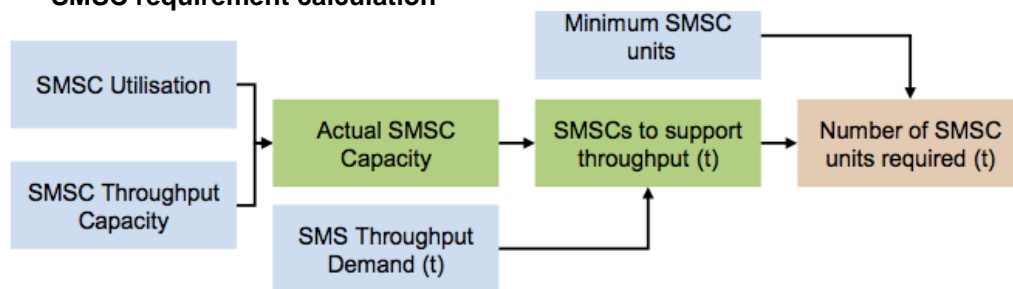 SMSC requirement calculation
Minimum SMSC
units
SMSC Utilisation
Actual SMSC
Capacity
SMSCs to support
throughput (t)
Number of SMSC
units required (t)
SMSC Throughput
Capacity
SMS Throughput
Demand (t)